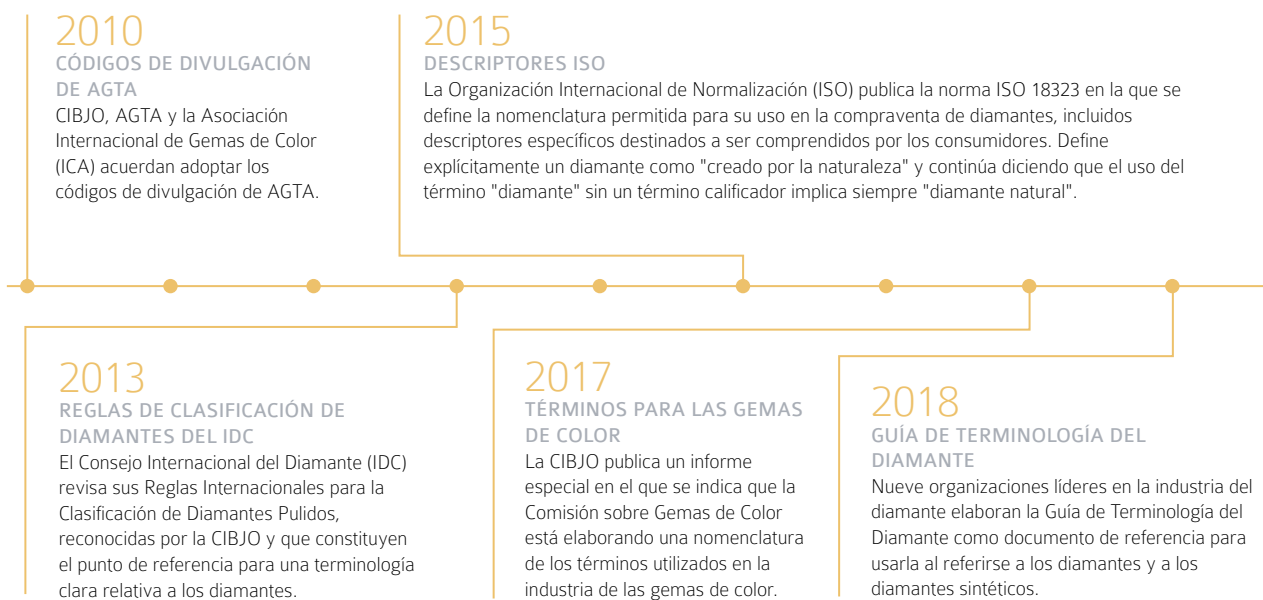 2010
CÓDIGOS DE DIVULGACIÓN
DE AGTA
CIBJO, AGTA y la Asociación
Internacional de Gemas de Color
(ICA) acuerdan adoptar los
códigos de divulgación de AGTA.
2015
DESCRIPTORES ISO
La Organización Internacional de Normalización (ISO) publica la norma ISO 18323 en la que se
define la nomenclatura permitida para su uso en la compraventa de diamantes, incluidos
descriptores específicos destinados a ser comprendidos por los consumidores. Define
explícitamente un diamante como "creado por la naturaleza" y continúa diciendo que el uso del
término "diamante" sin un término calificador implica siempre "diamante natural".
2013
REGLAS DE CLASIFICACIÓN DE
DIAMANTES DEL IDC
El Consejo Internacional del Diamante (IDC)
revisa sus Reglas Internacionales para la
Clasificación de Diamantes Pulidos,
reconocidas por la CIBJO y que constituyen
el punto de referencia para una terminología
clara relativa a los diamantes.
2017
TÉRMINOS PARA LAS GEMAS
DE COLOR
La CIBJO publica un informe
especial en el que se indica que la
Comisión sobre Gemas de Color
está elaborando una nomenclatura
de los términos utilizados en la
industria de las gemas de color.
2018
GUÍA DE TERMINOLOGÍA DEL
DIAMANTE
Nueve organizaciones líderes en la industria del
diamante elaboran la Guía de Terminología del
Diamante como documento de referencia para
usarla al referirse a los diamantes y a los
diamantes sintéticos.